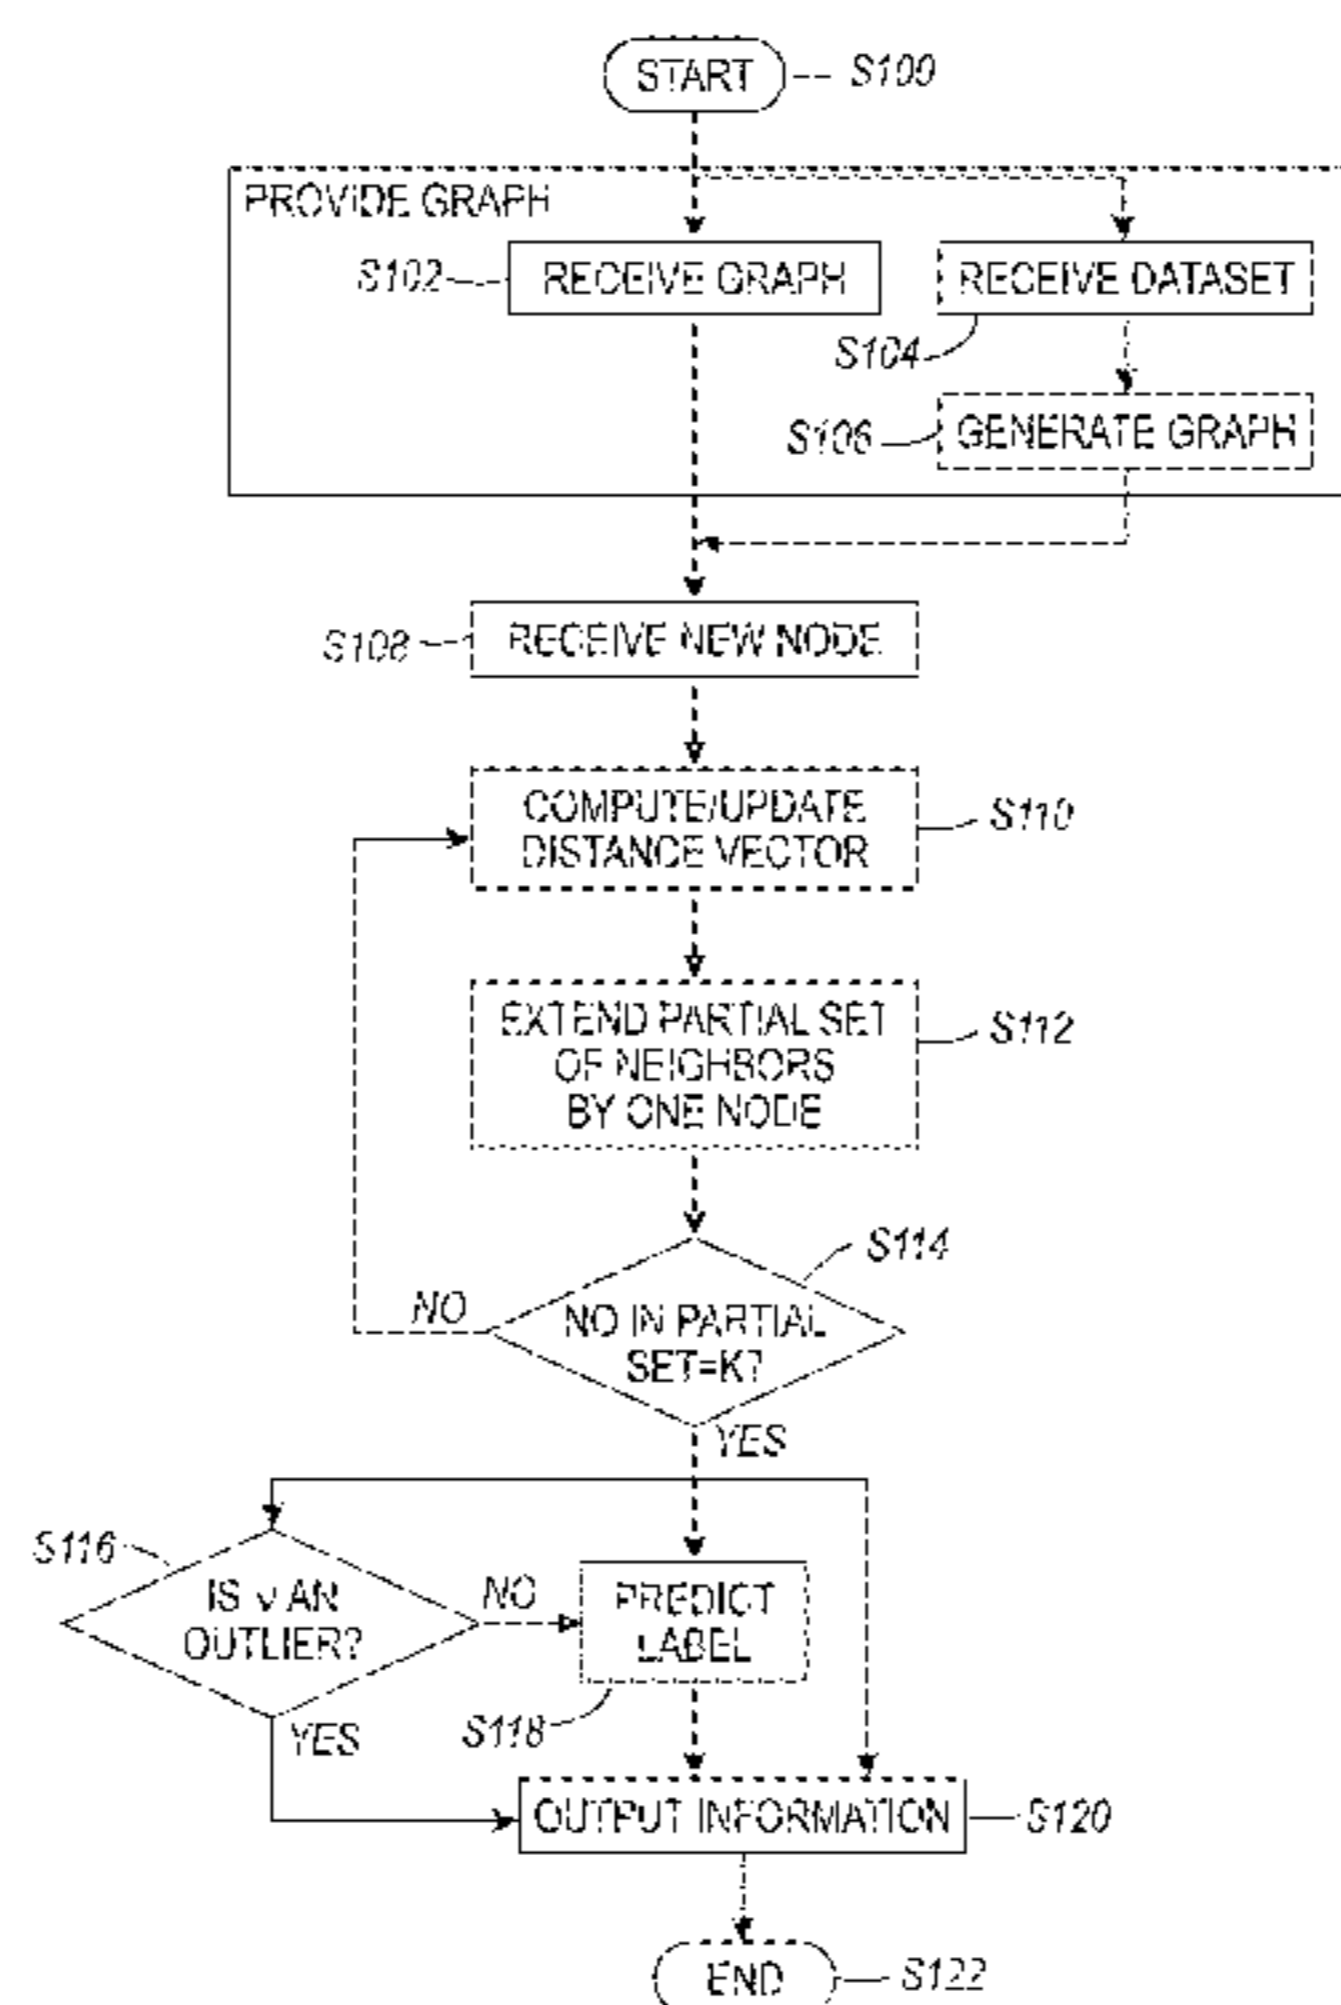 START
S100
PROVIDE GRAPH
S102
RECEIVE GRAPH
RECEIVE DATASET
S104
S106
GENERATE GRAPH
S108
RECEIVE NEW NODE
COMPUTE/UPDATE
DISTANCE VECTOR
S110
EXTEND PARTIAL SET
OF NEIGHBORS
BY ONE NODE
S112
S114
NO
NO IN PARTIAL
SET=K?
YES
S116
IS v AN
OUTLIER?
NO
PREDICT
LABEL
S118
YES
OUTPUT INFORMATION
S120
END
S122